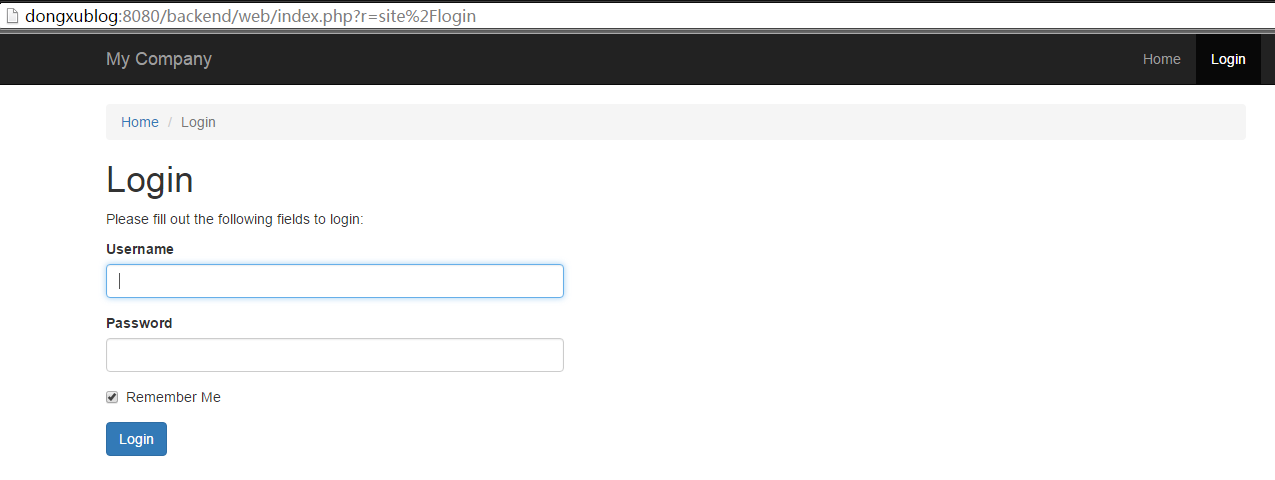 dongxublog:8080/backend/web/index.php?r=site%2Flogin
My Company Home Login
Home / Login
Login
Please fill out the following fields to login:
Username
Password
Remember Me
Login